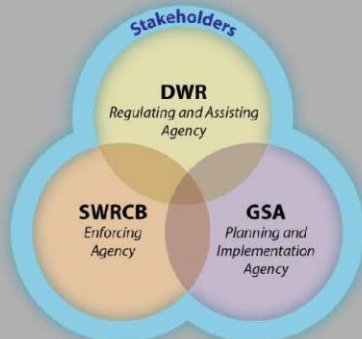 Stakeholders
DWR
Regulating and Assisting
Agency
SWRCB
Enforcing
Agency
GSA
Planning and
Implementation
Agency